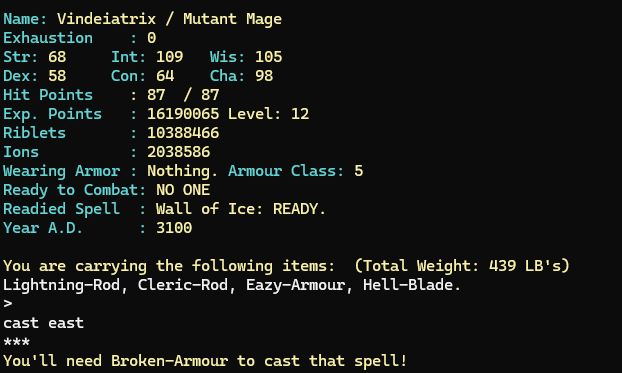 Name: Vindeiatrix / Mutant Mage
Exhaustion : 0
Str: 68 Int: 109 Wis: 105
Dex: 58 Con: 64 Cha: 98
Hit Points : 87 / 87
Exp. Points : 16190065 Level: 12
Riblets : 10388466
Ions : 2038586
Wearing Armor : Nothing. Armour Class: 5
Ready to Combat: NO ONE
Readied Spell : Wall of Ice: READY.
Year A.D. : 3100
You are carrying the following items: (Total Weight: 439 LB's)
Lightning-Rod, Cleric-Rod, Eazy-Armour, Hell-Blade.
>
cast east
***
You'll need Broken-Armour to cast that spell!